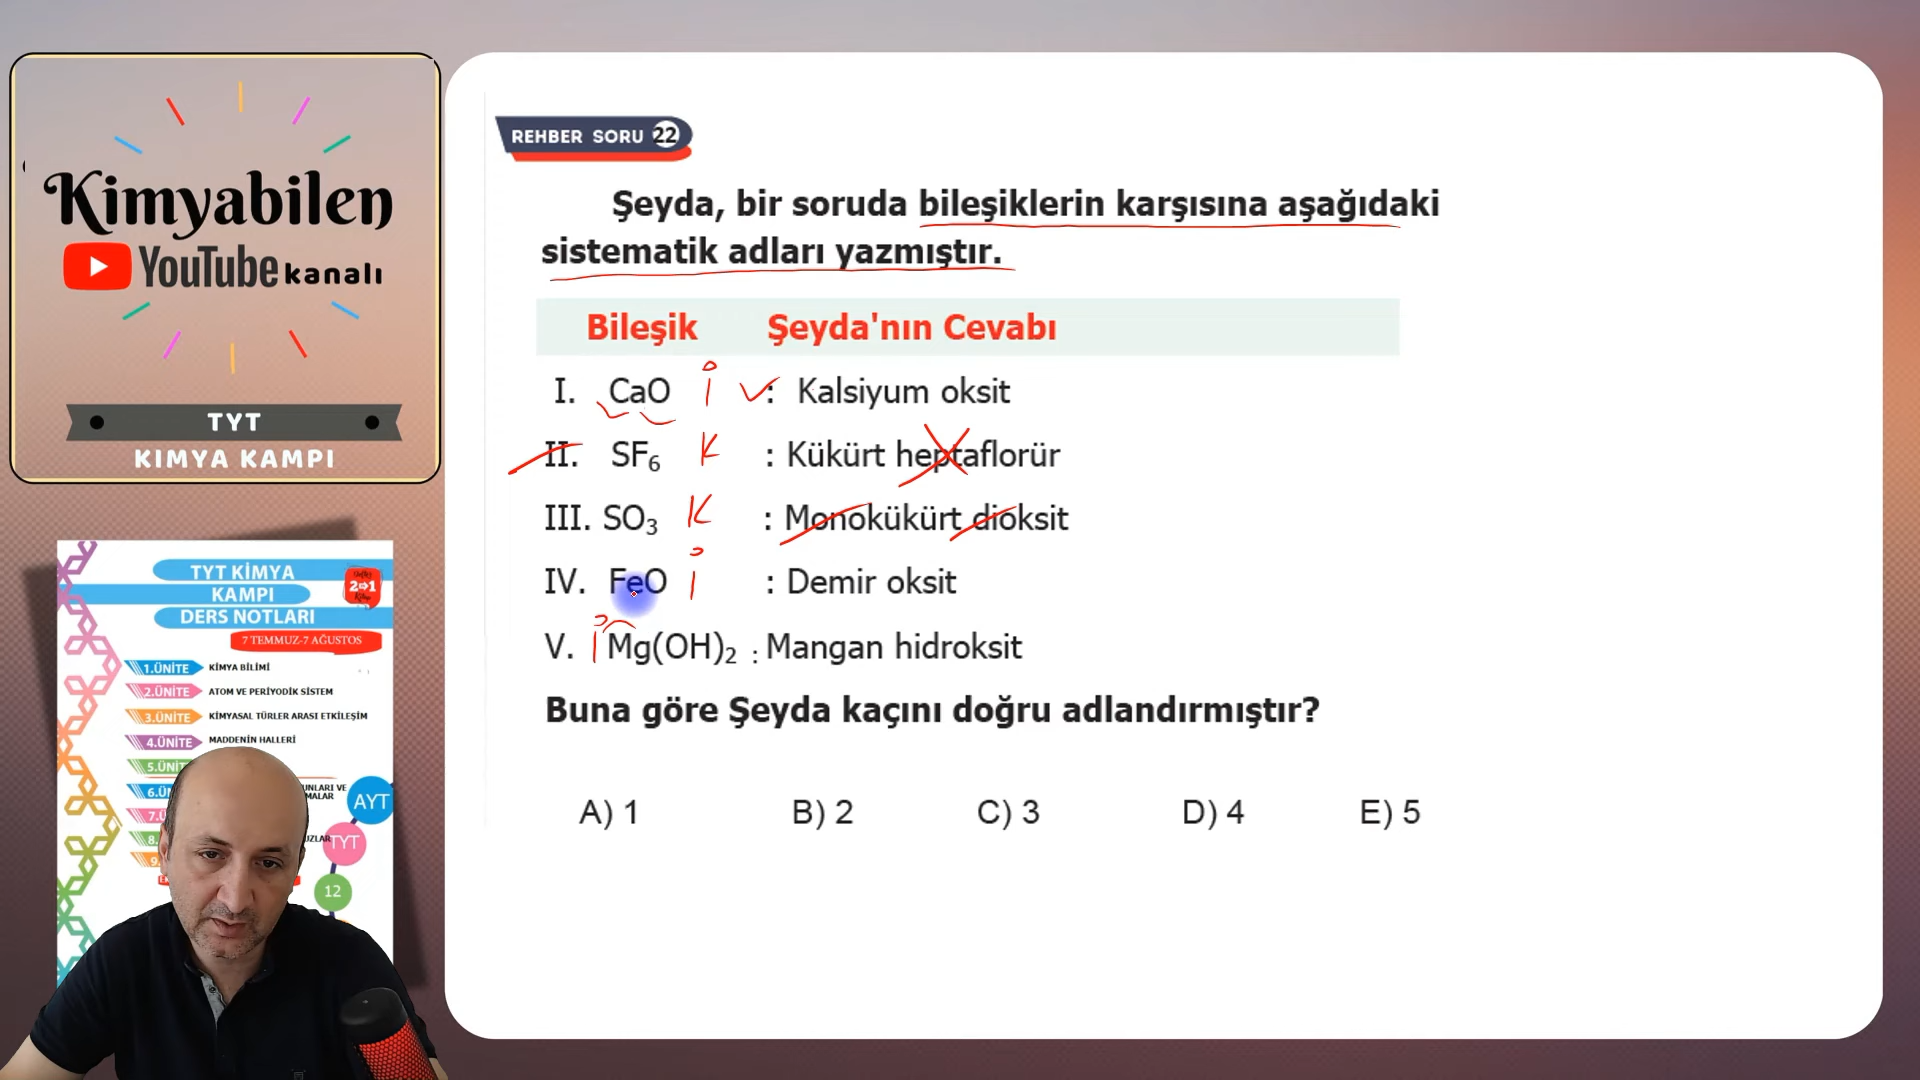 Kimyabilen
YouTube kanalı
TYT
KIMYA KAMPI
TYT KİMYA
KAMPI
DERS NOTLARI
2⇨1
7 TEMMUZ-7 AĞUSTOS
1.ÜNİTE KİMYA BİLİMİ
2.ÜNİTE ATOM VE PERİYODİK SİSTEM
3.ÜNİTE KİMYASAL TÜRLER ARASI ETKİLEŞİM
4.ÜNİTE MADDENİN HALLERİ
AYT
TYT
12
REHBER SORU 22
Şeyda, bir soruda bileşiklerin karşısına aşağıdaki
sistematik adları yazmıştır.
Bileşik Şeyda'nın Cevabı
I. CaO i : Kalsiyum oksit
II. SF₆ K : Kükürt heptaflorür
III. SO₃ K : Monokükürt dioksit
IV. FeO i : Demir oksit
V. i Mg(OH)₂ : Mangan hidroksit
Buna göre Şeyda kaçını doğru adlandırmıştır?
A) 1 B) 2 C) 3 D) 4 E) 5